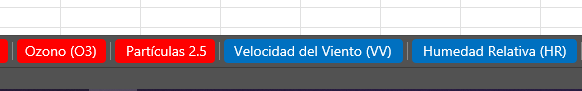 Ozono (O3) Partículas 2.5 Velocidad del Viento (VV) Humedad Relativa (HR)